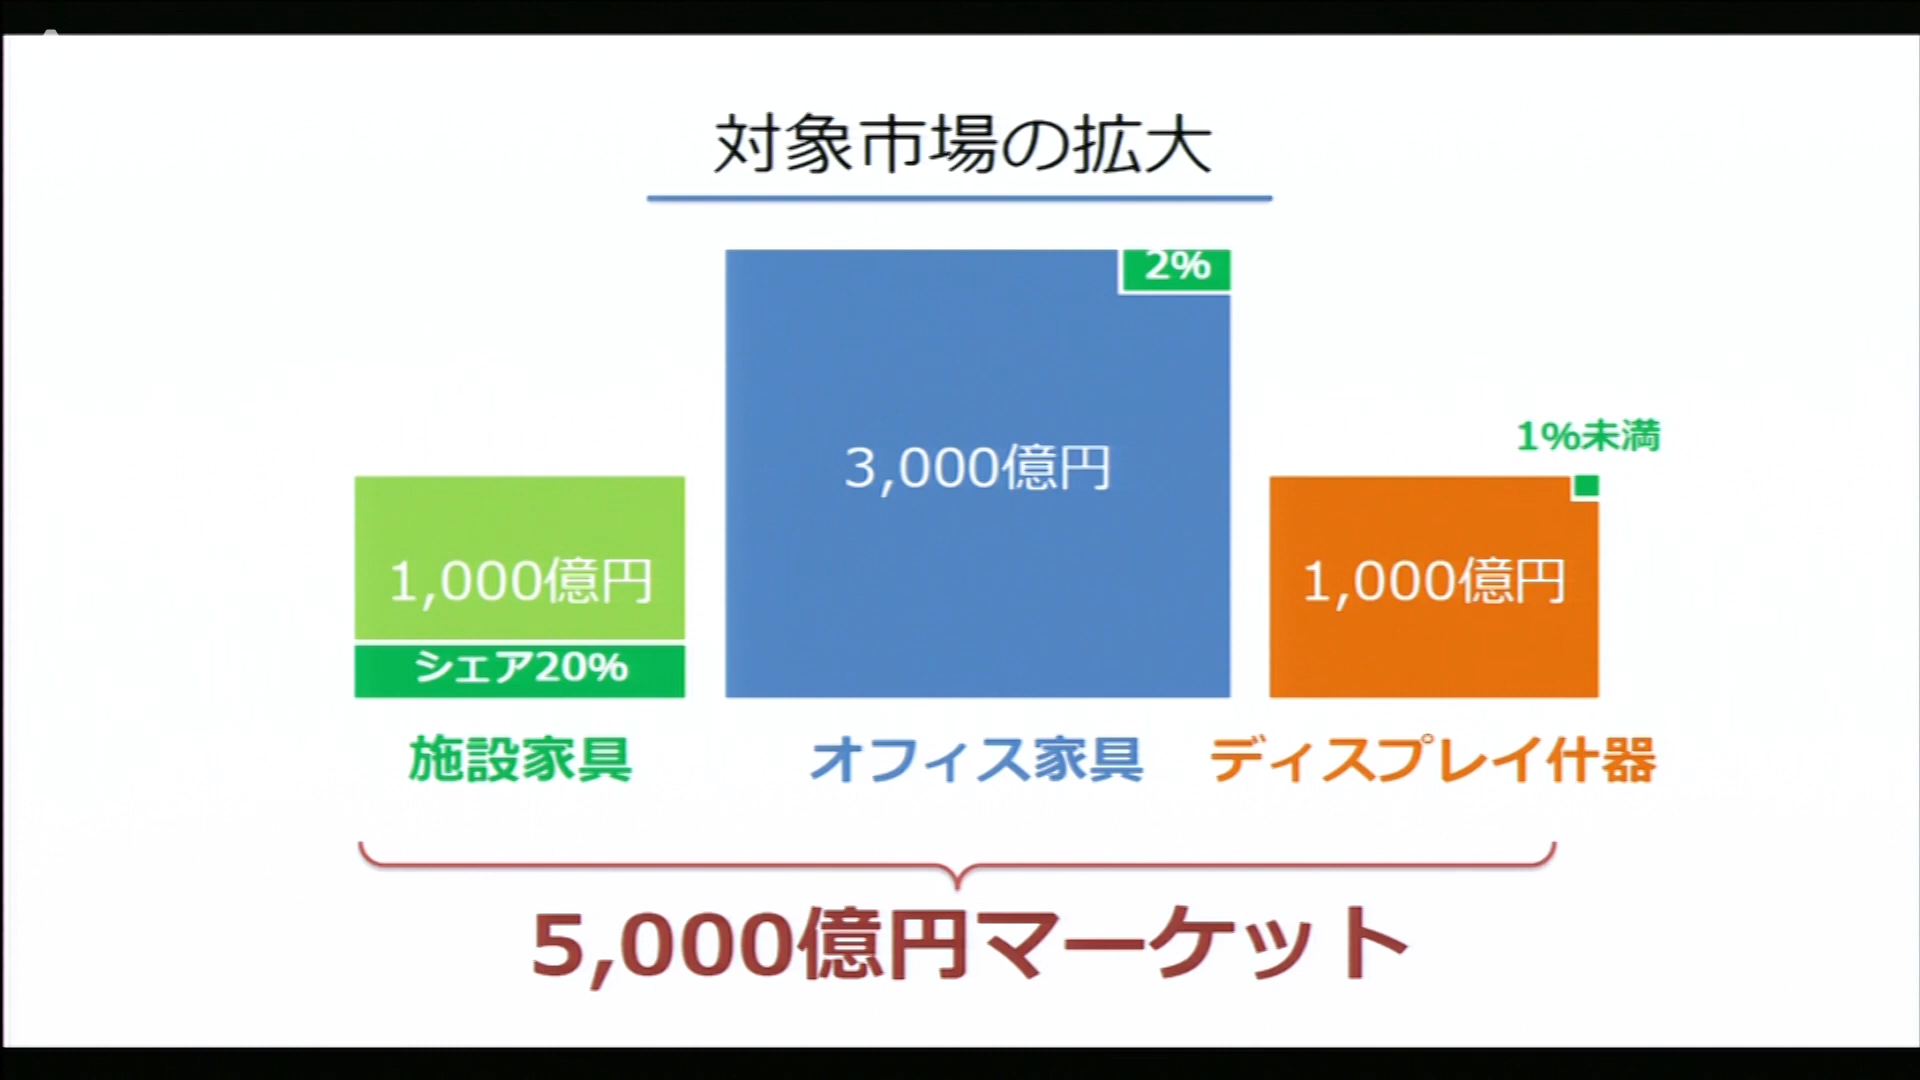 対象市場の拡大
2%
3,000億円
1%未満
1,000億円
1,000億円
シェア20%
施設家具
オフィス家具
ディスプレイ什器
5,000億円マーケット